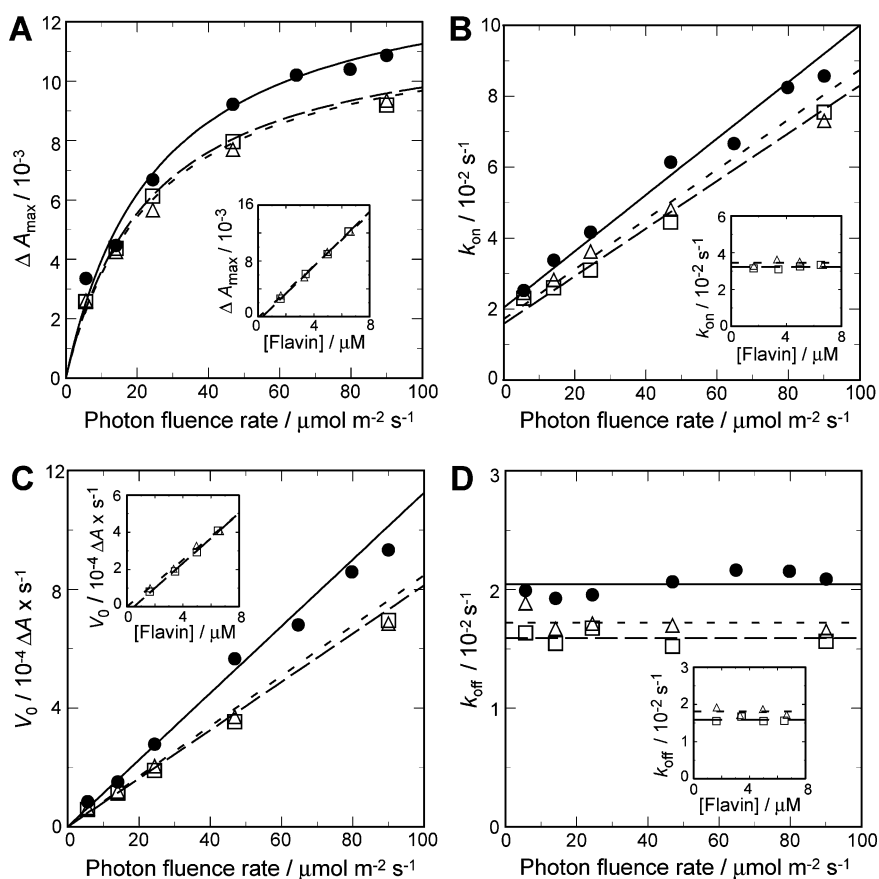 A
12
10
8
6
4
2
0
Δ Amax / 10-3
0 20 40 60 80 100
Photon fluence rate / μmol m-2 s-1
16
12
8
4
0
Δ Amax / 10-3
0 4 8
[Flavin] / μM
B
10
8
6
4
2
0
kon / 10-2 s-1
0 20 40 60 80 100
Photon fluence rate / μmol m-2 s-1
6
4
2
0
kon / 10-2 s-1
0 4 8
[Flavin] / μM
C
12
8
4
0
V0 / 10-4 ΔA x s-1
0 20 40 60 80 100
Photon fluence rate / μmol m-2 s-1
6
4
2
0
V0 / 10-4 ΔA x s-1
0 4 8
[Flavin] / μM
D
3
2
1
0
koff / 10-2 s-1
0 20 40 60 80 100
Photon fluence rate / μmol m-2 s-1
3
2
1
0
koff / 10-2 s-1
0 4 8
[Flavin] / μM